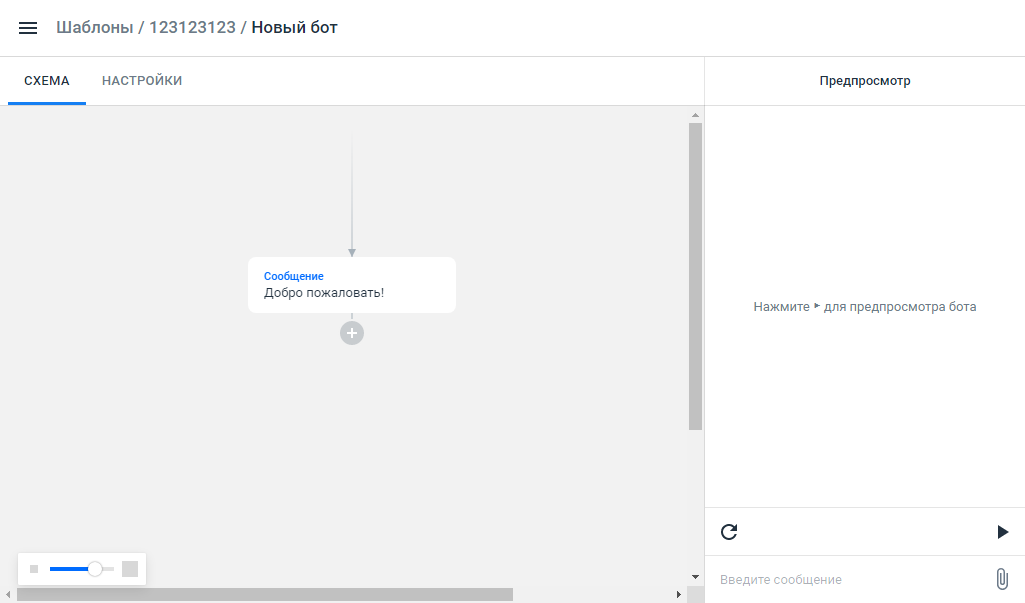 Шаблоны / 123123123 / Новый бот
СХЕМА НАСТРОЙКИ
Предпросмотр
Сообщение
Добро пожаловать!
Нажмите ▸ для предпросмотра бота
Введите сообщение